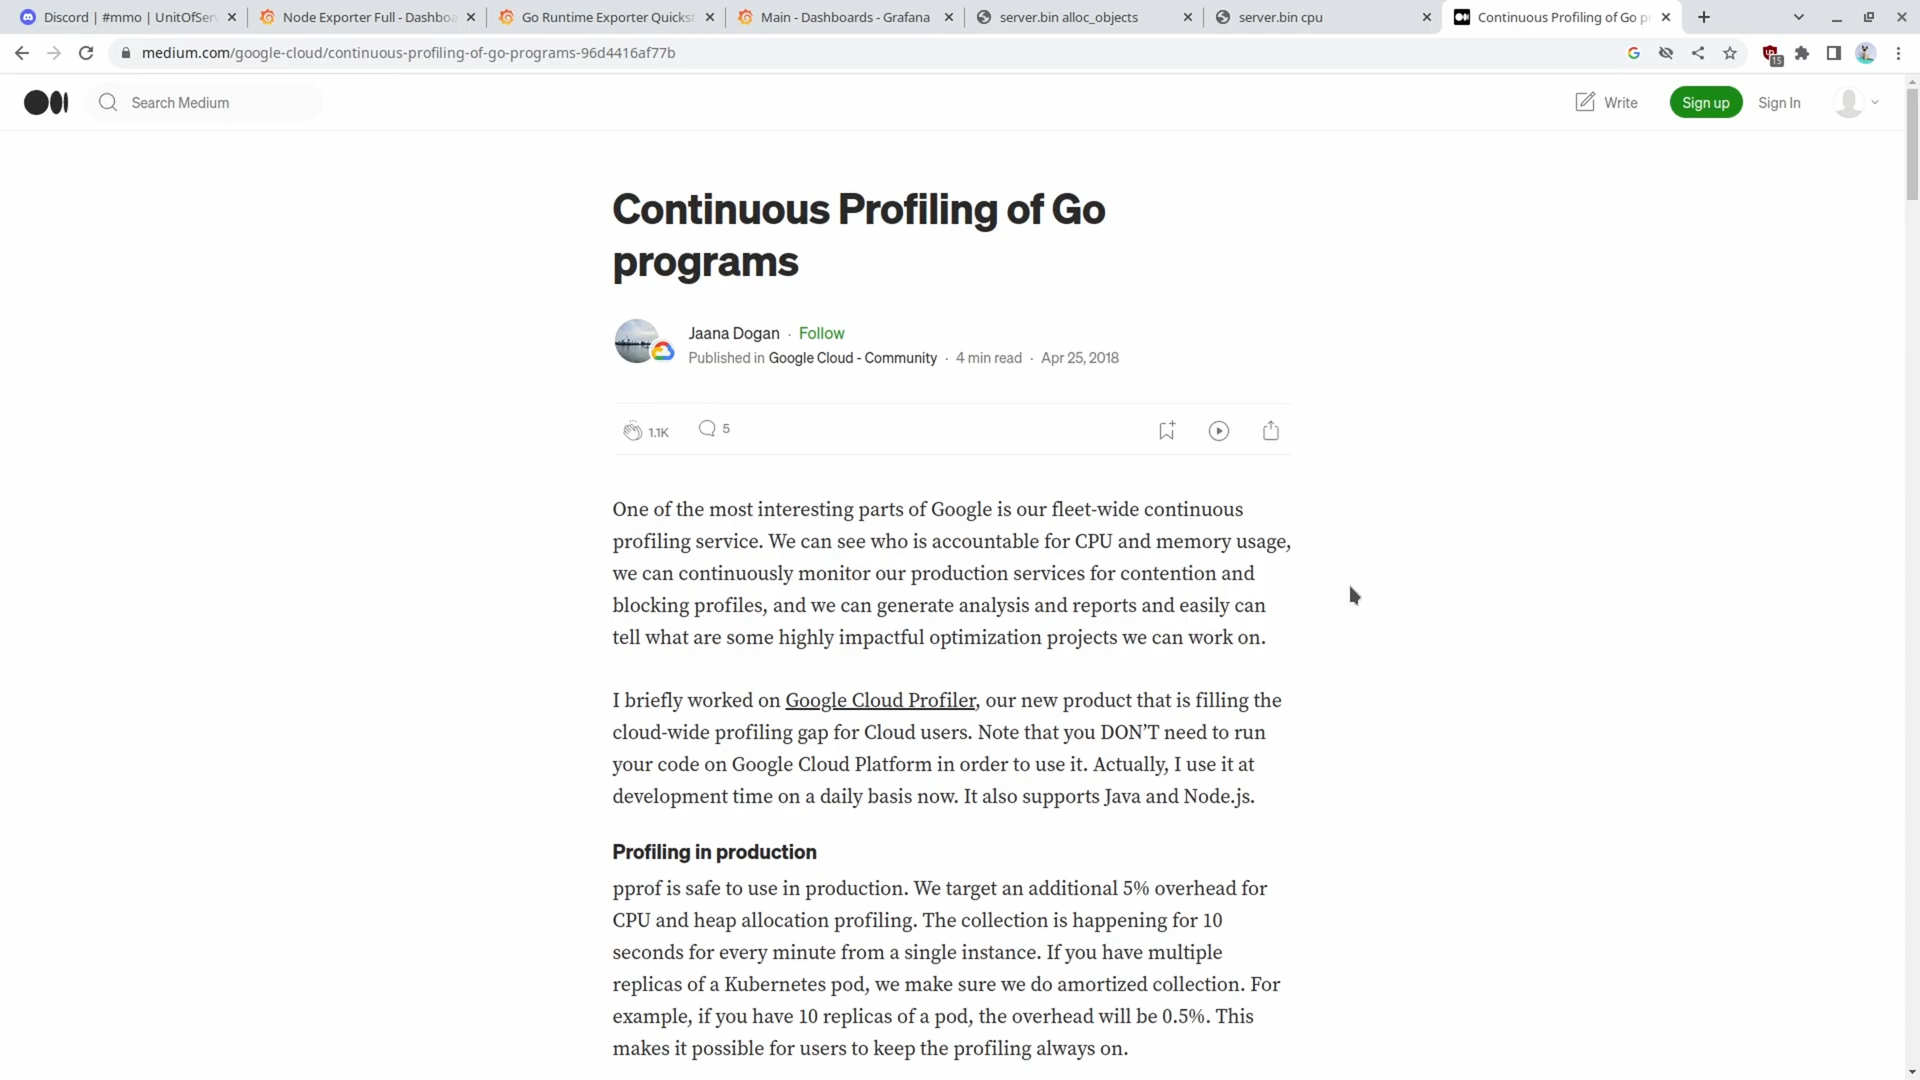 Discord | #mmo | UnitOfSer
Node Exporter Full - Dashboa
Go Runtime Exporter Quickst
Main - Dashboards - Grafana
server.bin alloc_objects
server.bin cpu
Continuous Profiling of Go p
medium.com/google-cloud/continuous-profiling-of-go-programs-96d4416af77b
15
Search Medium
Write
Sign up
Sign In
Continuous Profiling of Go
programs
Jaana Dogan · Follow
Published in Google Cloud - Community · 4 min read · Apr 25, 2018
1.1K
5
One of the most interesting parts of Google is our fleet-wide continuous
profiling service. We can see who is accountable for CPU and memory usage,
we can continuously monitor our production services for contention and
blocking profiles, and we can generate analysis and reports and easily can
tell what are some highly impactful optimization projects we can work on.
I briefly worked on Google Cloud Profiler, our new product that is filling the
cloud-wide profiling gap for Cloud users. Note that you DON’T need to run
your code on Google Cloud Platform in order to use it. Actually, I use it at
development time on a daily basis now. It also supports Java and Node.js.
Profiling in production
pprof is safe to use in production. We target an additional 5% overhead for
CPU and heap allocation profiling. The collection is happening for 10
seconds for every minute from a single instance. If you have multiple
replicas of a Kubernetes pod, we make sure we do amortized collection. For
example, if you have 10 replicas of a pod, the overhead will be 0.5%. This
makes it possible for users to keep the profiling always on.